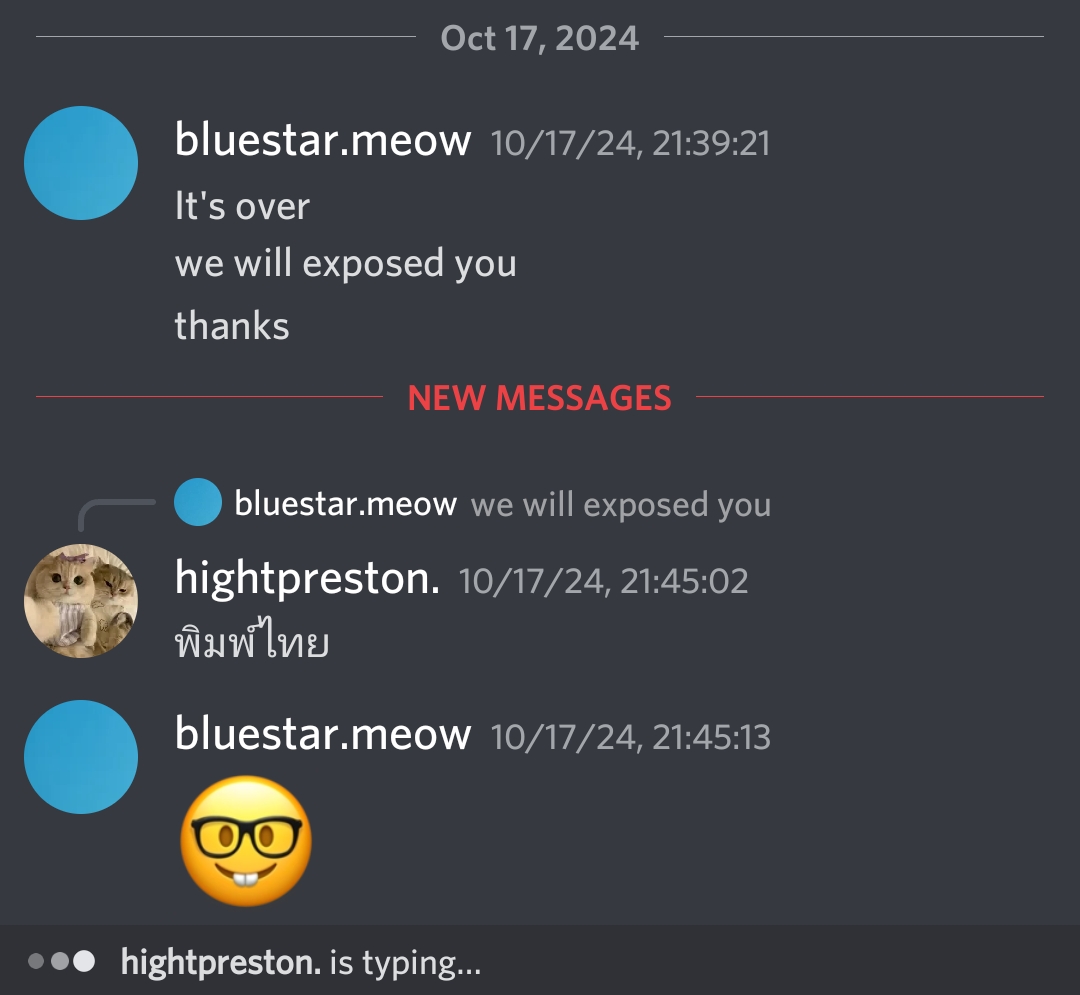 Oct 17, 2024
bluestar.meow 10/17/24, 21:39:21
It's over
we will exposed you
thanks
NEW MESSAGES
bluestar.meow we will exposed you
hightpreston. 10/17/24, 21:45:02
พิมพ์ไทย
bluestar.meow 10/17/24, 21:45:13
hightpreston. is typing...